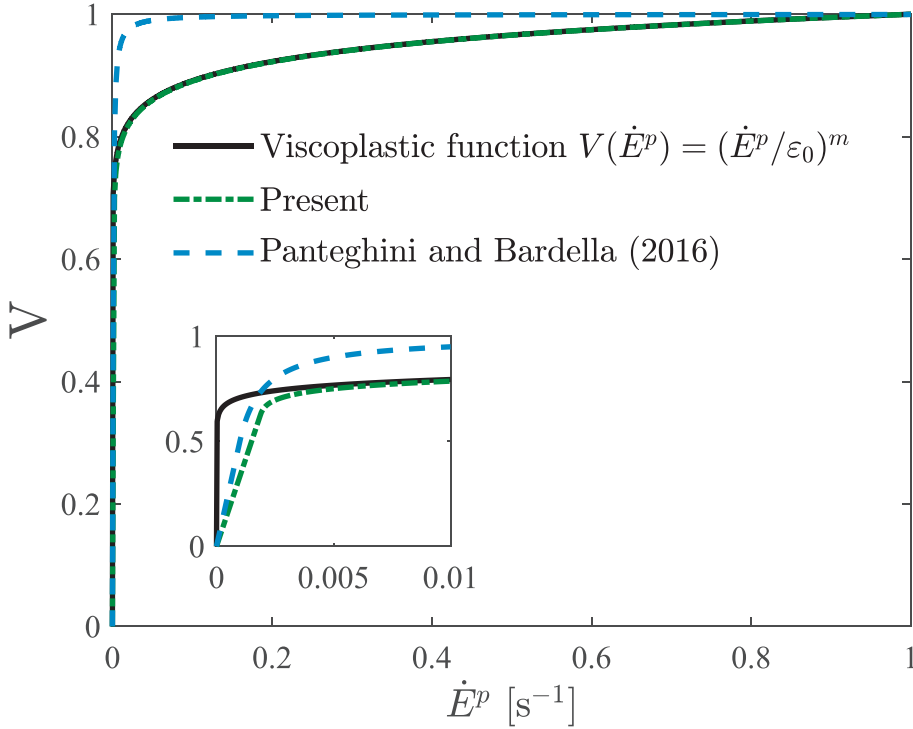 1
0.8
0.6
0.4
0.2
0
V
Viscoplastic function V(Ė^p) = (Ė^p/ε₀)^m
Present
Panteghini and Bardella (2016)
1
0.5
0
0 0.005 0.01
0 0.2 0.4 0.6 0.8 1
Ė^p [s⁻¹]